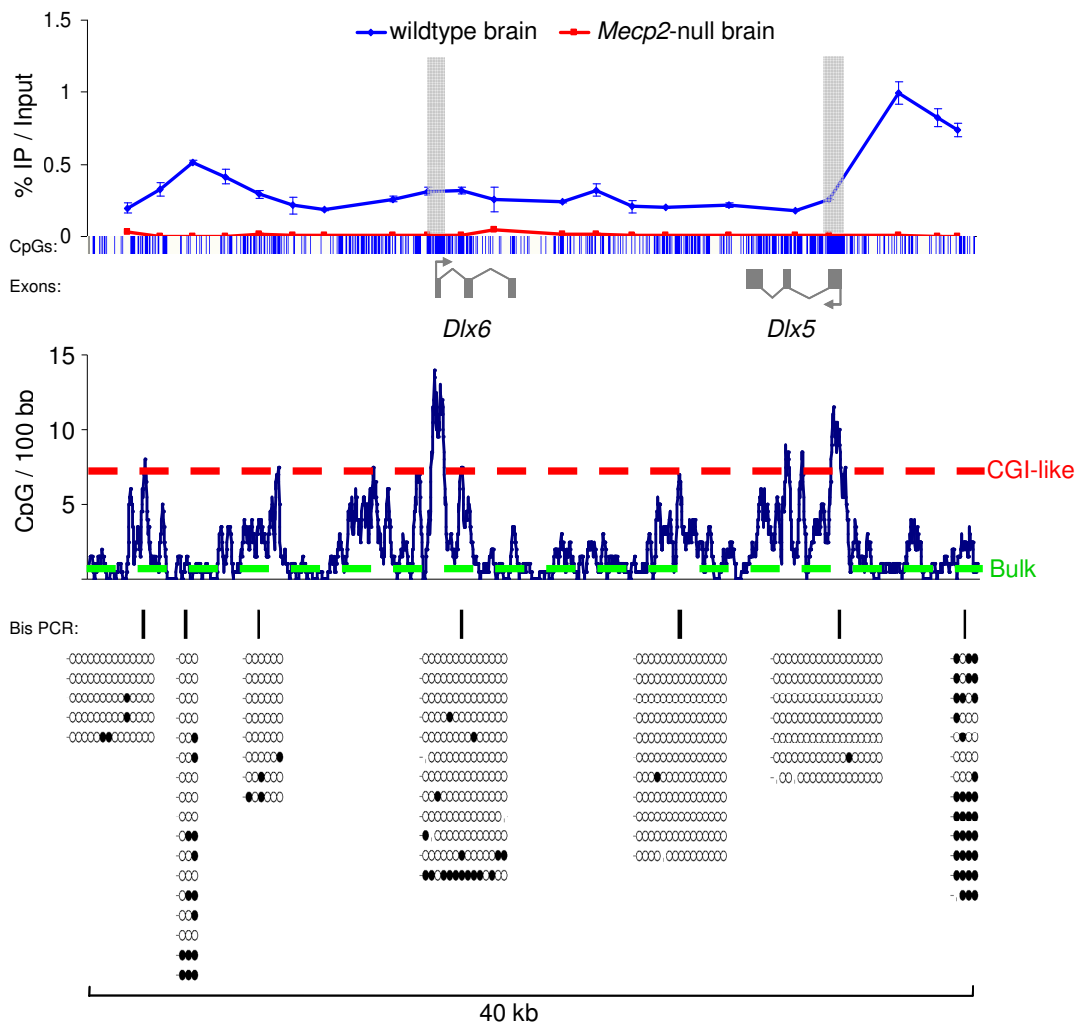 1.5
wildtype brain
Mecp2-null brain
1
0.5
0
% IP / Input
CpGs:
Exons:
Dlx6
Dlx5
15
10
5
CpG / 100 bp
CGI-like
Bulk
Bis PCR:
40 kb